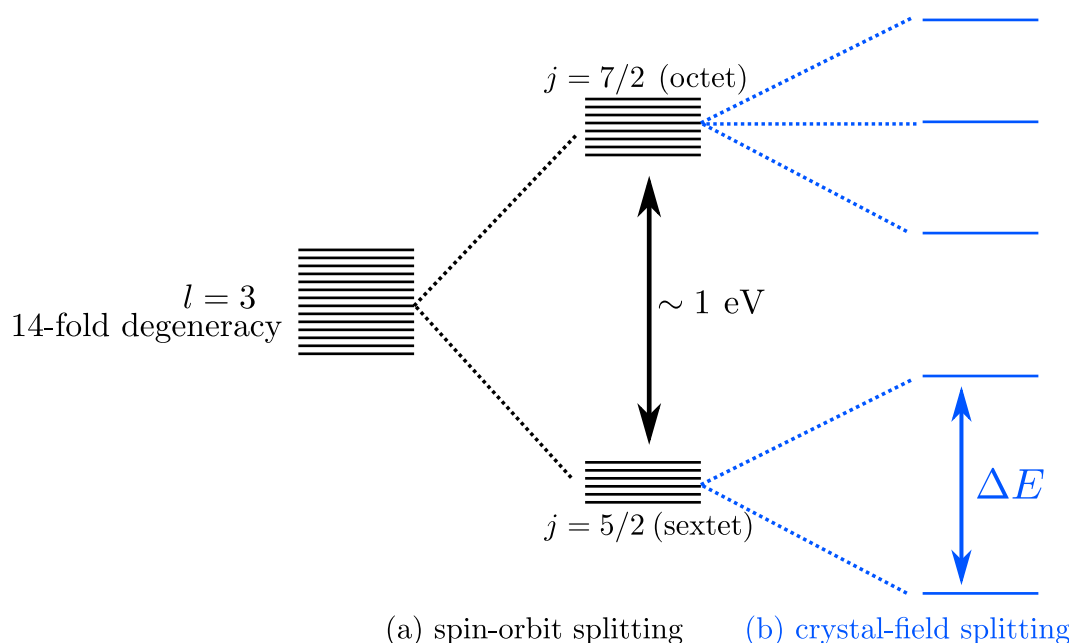 j = 7/2 (octet)
l = 3
14-fold degeneracy
∼ 1 eV
ΔE
j = 5/2 (sextet)
(a) spin-orbit splitting
(b) crystal-field splitting